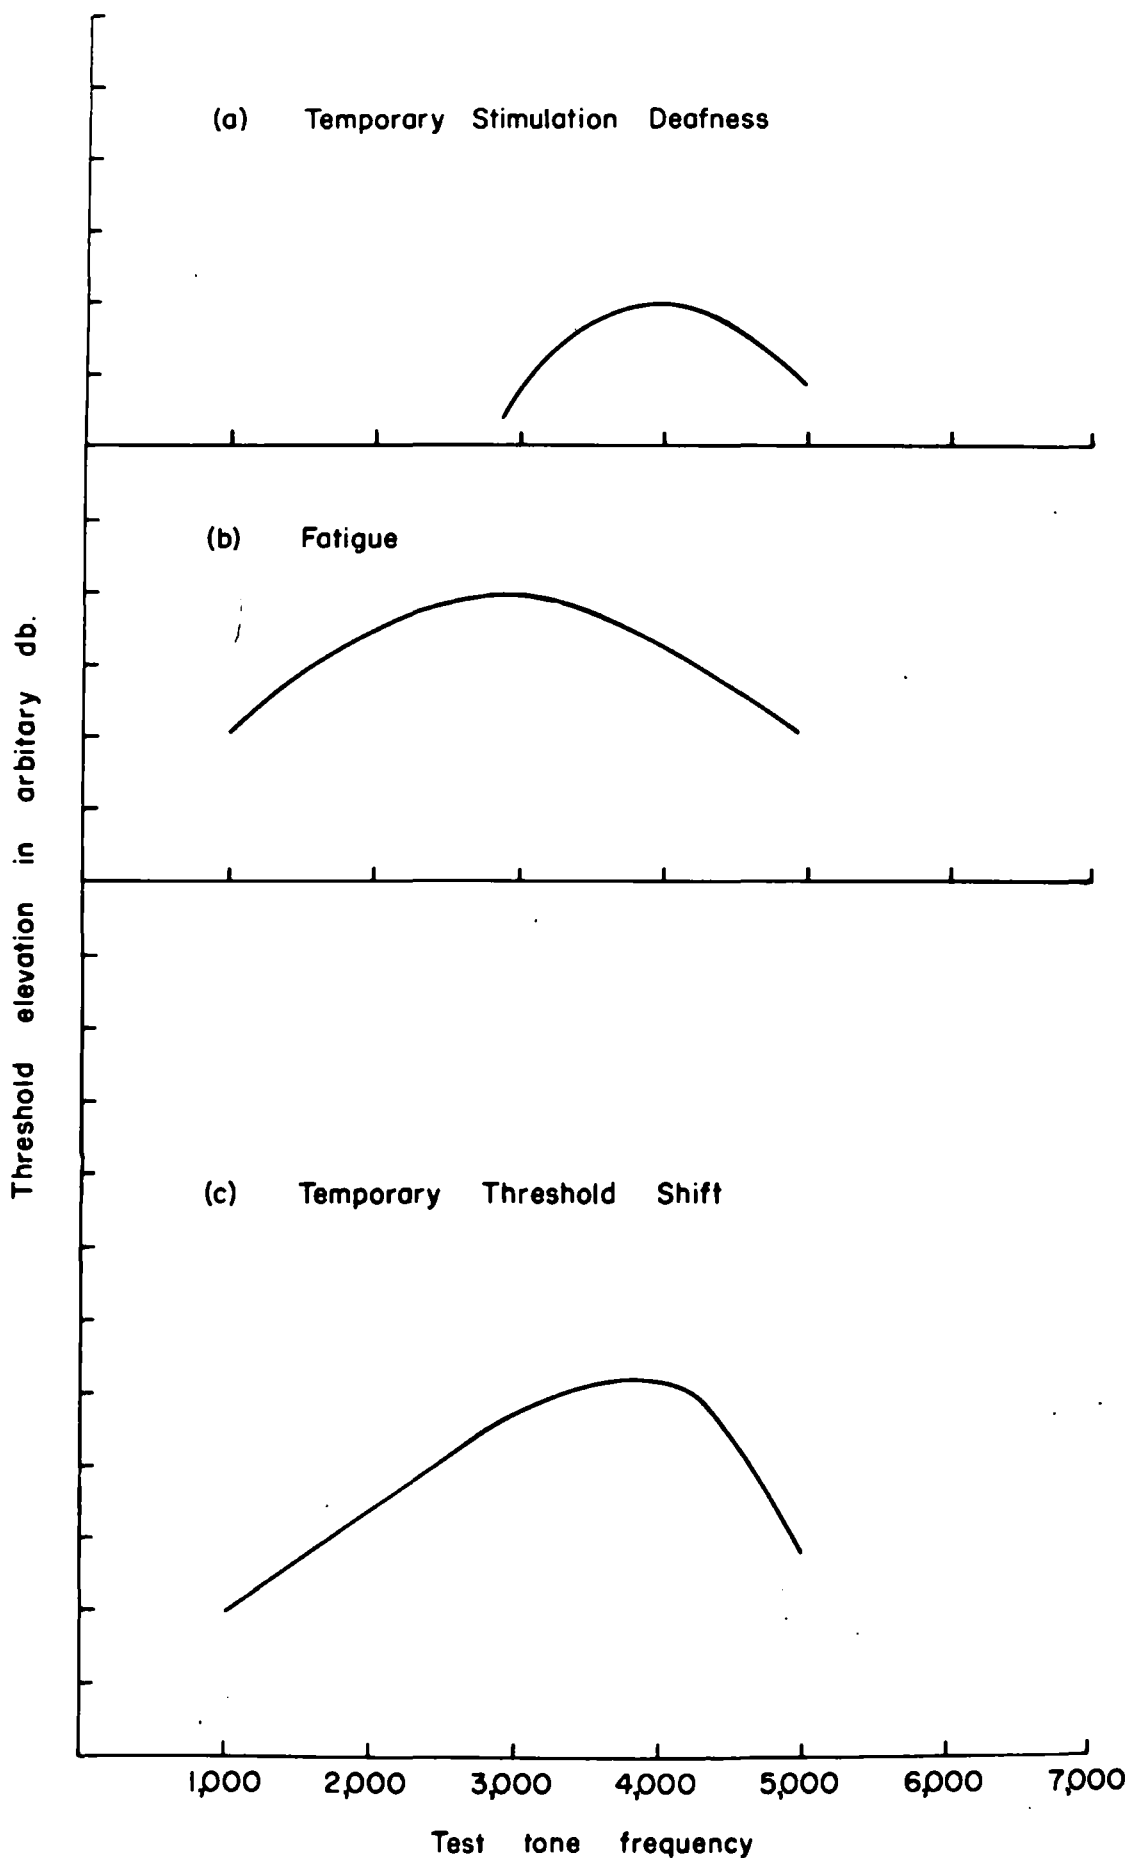 (a) Temporary Stimulation Deafness
(b) Fatigue
Threshold elevation in arbitary db.
(c) Temporary Threshold Shift
1,000 2,000 3,000 4,000 5,000 6,000 7,000
Test tone frequency